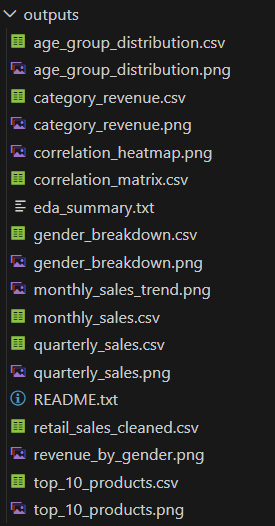 outputs
age_group_distribution.csv
age_group_distribution.png
category_revenue.csv
category_revenue.png
correlation_heatmap.png
correlation_matrix.csv
eda_summary.txt
gender_breakdown.csv
gender_breakdown.png
monthly_sales_trend.png
monthly_sales.csv
quarterly_sales.csv
quarterly_sales.png
README.txt
retail_sales_cleaned.csv
revenue_by_gender.png
top_10_products.csv
top_10_products.png